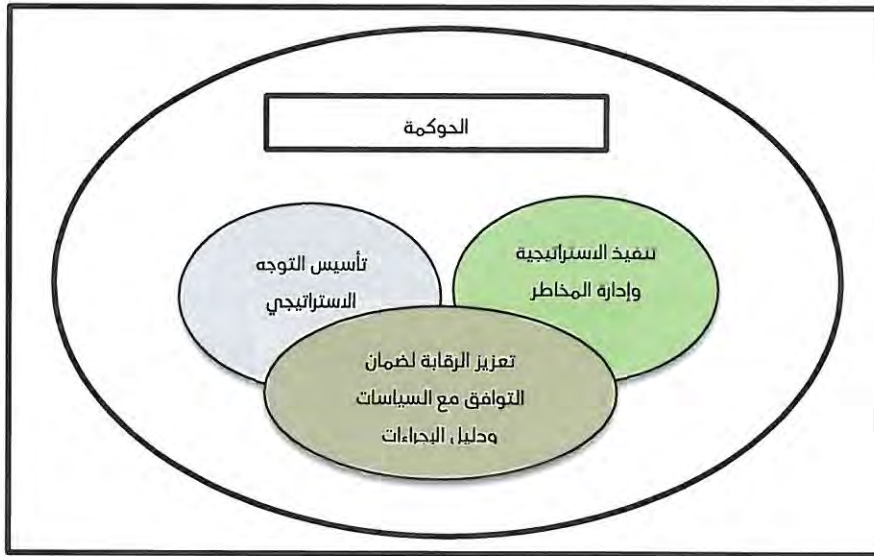 الحوكمة
تنفيذ الاستراتيجية
وإدارة المخاطر
تأسيس التوجه
الاستراتيجي
تعزيز الرقابة لضمان
التوافق مع السياسات
ودليل الإجراءات